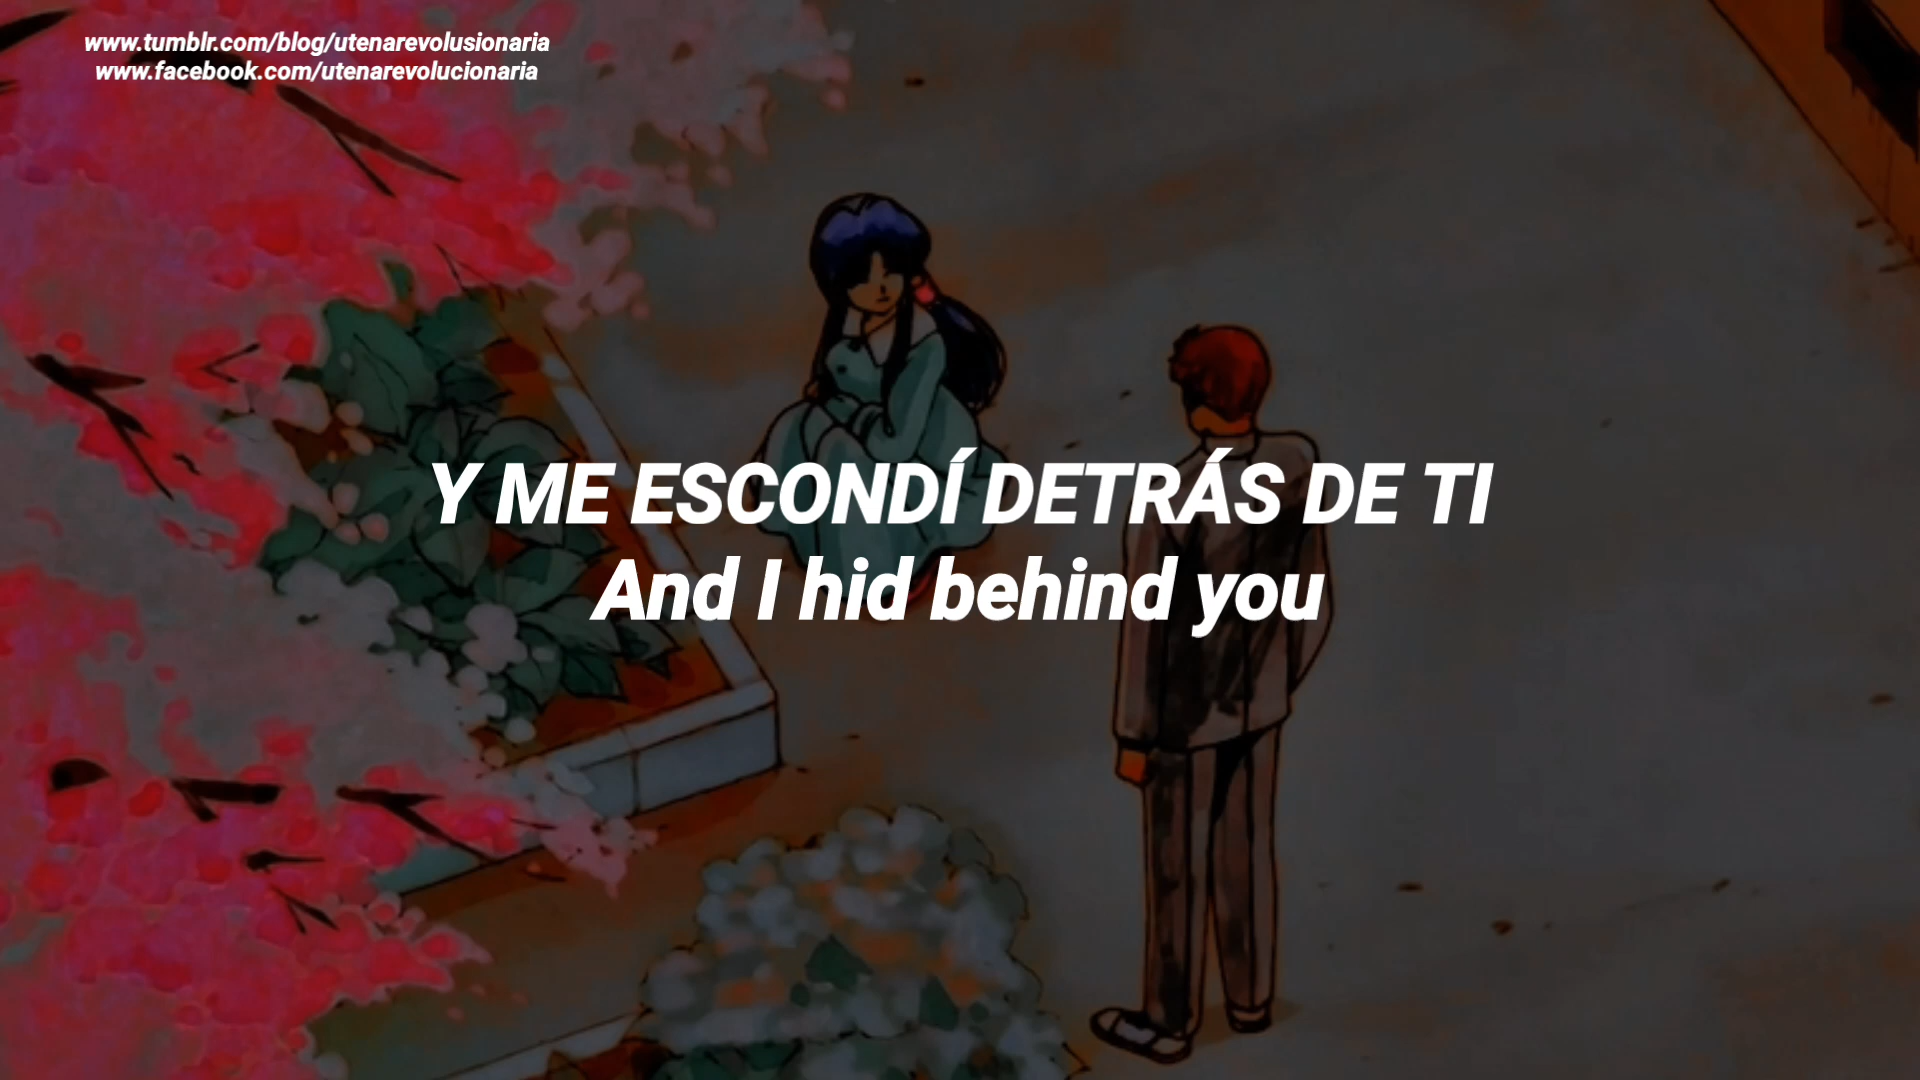 www.tumblr.com/blog/utenarevolusionaria
www.facebook.com/utenarevolucionaria
Y ME ESCONDÍ DETRÁS DE TI
And I hid behind you